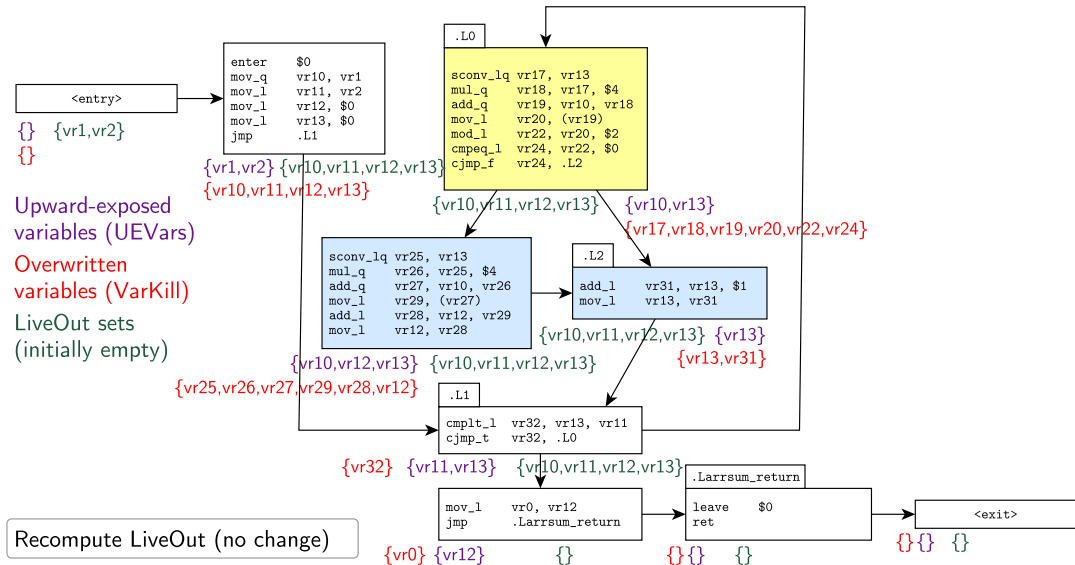 <entry>
{} {vr1,vr2}
{}
enter $0
mov_q vr10, vr1
mov_l vr11, vr2
mov_l vr12, $0
mov_l vr13, $0
jmp .L1
{vr1,vr2} {vr10,vr11,vr12,vr13}
{vr10,vr11,vr12,vr13}
.L0
sconv_lq vr17, vr13
mul_q vr18, vr17, $4
add_q vr19, vr10, vr18
mov_l vr20, (vr19)
mod_l vr22, vr20, $2
cmpeq_l vr24, vr22, $0
cjmp_f vr24, .L2
{vr10,vr11,vr12,vr13} {vr10,vr13}
{vr17,vr18,vr19,vr20,vr22,vr24}
Upward-exposed
variables (UEVars)
Overwritten
variables (VarKill)
LiveOut sets
(initially empty)
sconv_lq vr25, vr13
mul_q vr26, vr25, $4
add_q vr27, vr10, vr26
mov_l vr29, (vr27)
add_l vr28, vr12, vr29
mov_l vr12, vr28
{vr10,vr12,vr13} {vr10,vr11,vr12,vr13}
{vr25,vr26,vr27,vr29,vr28,vr12}
.L2
add_l vr31, vr13, $1
mov_l vr13, vr31
{vr10,vr11,vr12,vr13} {vr13}
{vr13,vr31}
.L1
cmplt_l vr32, vr13, vr11
cjmp_t vr32, .L0
{vr32} {vr11,vr13} {vr10,vr11,vr12,vr13}
mov_l vr0, vr12
jmp .Larrsum_return
{vr0} {vr12} {}
.Larrsum_return
leave $0
ret
{} {} {}
<exit>
{} {} {}
Recompute LiveOut (no change)